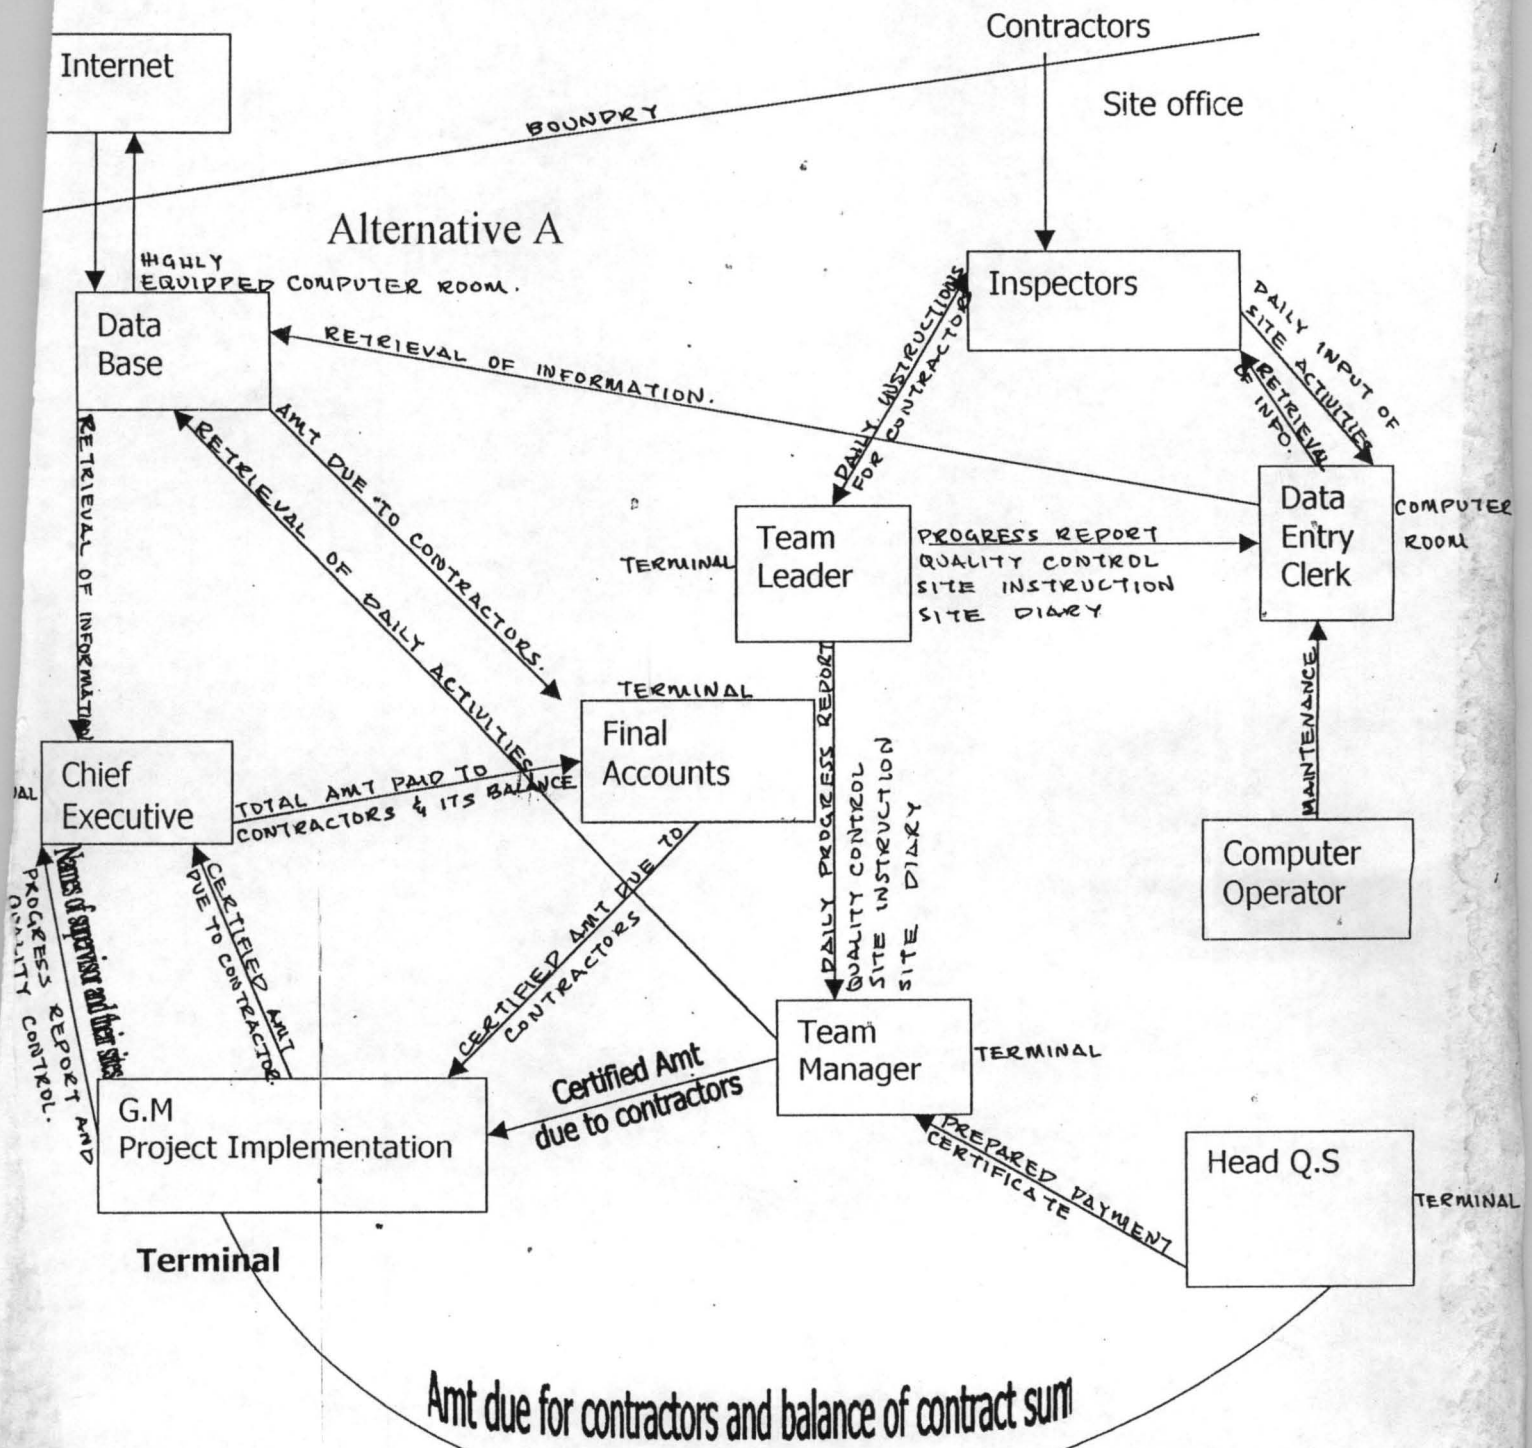 Contractors
Internet
Site office
BOUNDRY
Alternative A
HGHLY
EQUIPPED COMPUTER ROOM.
Data
Base
Inspectors
RETRIEVAL OF INFORMATION.
DAILY INSTRUCTIONS
FOR CONTRACTOR
DAILY INPUT OF
SITE ACTIVITIES
RETRIEVAL
OF INFO.
AMT DUE TO CONTRACTORS.
RETRIEVAL OF DAILY ACTIVITIES
RETRIEVAL OF INFORMATION
Data
Entry
Clerk
COMPUTER
ROOM
TERMINAL
Team
Leader
PROGRESS REPORT
QUALITY CONTROL
SITE INSTRUCTION
SITE DIARY
TERMINAL
Final
Accounts
DAILY PROGRESS REPORT
QUALITY CONTROL
SITE INSTRUCTION
SITE DIARY
MAINTENANCE
Chief
Executive
TOTAL AMT PAID TO
CONTRACTORS & ITS BALANCE
Computer
Operator
Names of supervisor and their sites
PROGRESS REPORT AND
QUALITY CONTROL.
CERTIFIED AMT
DUE TO CONTRACTOR.
CERTIFIED AMT DUE TO
CONTRACTORS
Team
Manager
TERMINAL
Certified Amt
due to contractors
G.M
Project Implementation
PREPARED PAYMENT
CERTIFICATE
Head Q.S
TERMINAL
Terminal
Amt due for contractors and balance of contract sum